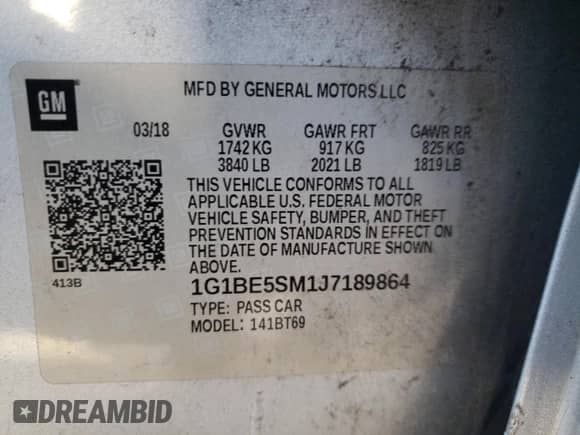 GM
MFD BY GENERAL MOTORS LLC
03/18 GVWR GAWR FRT GAWR RR
1742 KG 917 KG 825 KG
3840 LB 2021 LB 1819 LB
THIS VEHICLE CONFORMS TO ALL
APPLICABLE U.S. FEDERAL MOTOR
VEHICLE SAFETY, BUMPER, AND THEFT
PREVENTION STANDARDS IN EFFECT ON
THE DATE OF MANUFACTURE SHOWN
ABOVE.
413B
1G1BE5SM1J7189864
TYPE: PASS CAR
MODEL: 141BT69
DREAMBID